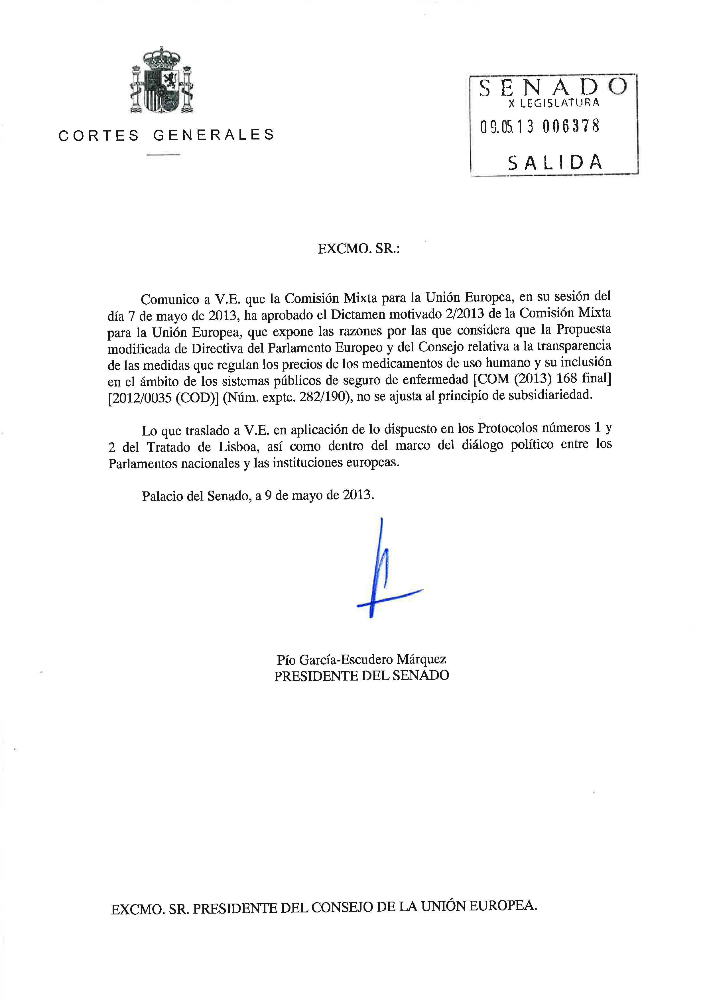 CORTES GENERALES
SENADO
X LEGISLATURA
09.05.13 006378
SALIDA
EXCMO. SR.:
Comunico a V.E. que la Comisión Mixta para la Unión Europea, en su sesión del
día 7 de mayo de 2013, ha aprobado el Dictamen motivado 2/2013 de la Comisión Mixta
para la Unión Europea, que expone las razones por las que considera que la Propuesta
modificada de Directiva del Parlamento Europeo y del Consejo relativa a la transparencia
de las medidas que regulan los precios de los medicamentos de uso humano y su inclusión
en el ámbito de los sistemas públicos de seguro de enfermedad [COM (2013) 168 final]
[2012/0035 (COD)] (Núm. expte. 282/190), no se ajusta al principio de subsidiariedad.
Lo que traslado a V.E. en aplicación de lo dispuesto en los Protocolos números 1 y
2 del Tratado de Lisboa, así como dentro del marco del diálogo político entre los
Parlamentos nacionales y las instituciones europeas.
Palacio del Senado, a 9 de mayo de 2013.
Pío García-Escudero Márquez
PRESIDENTE DEL SENADO
EXCMO. SR. PRESIDENTE DEL CONSEJO DE LA UNIÓN EUROPEA.